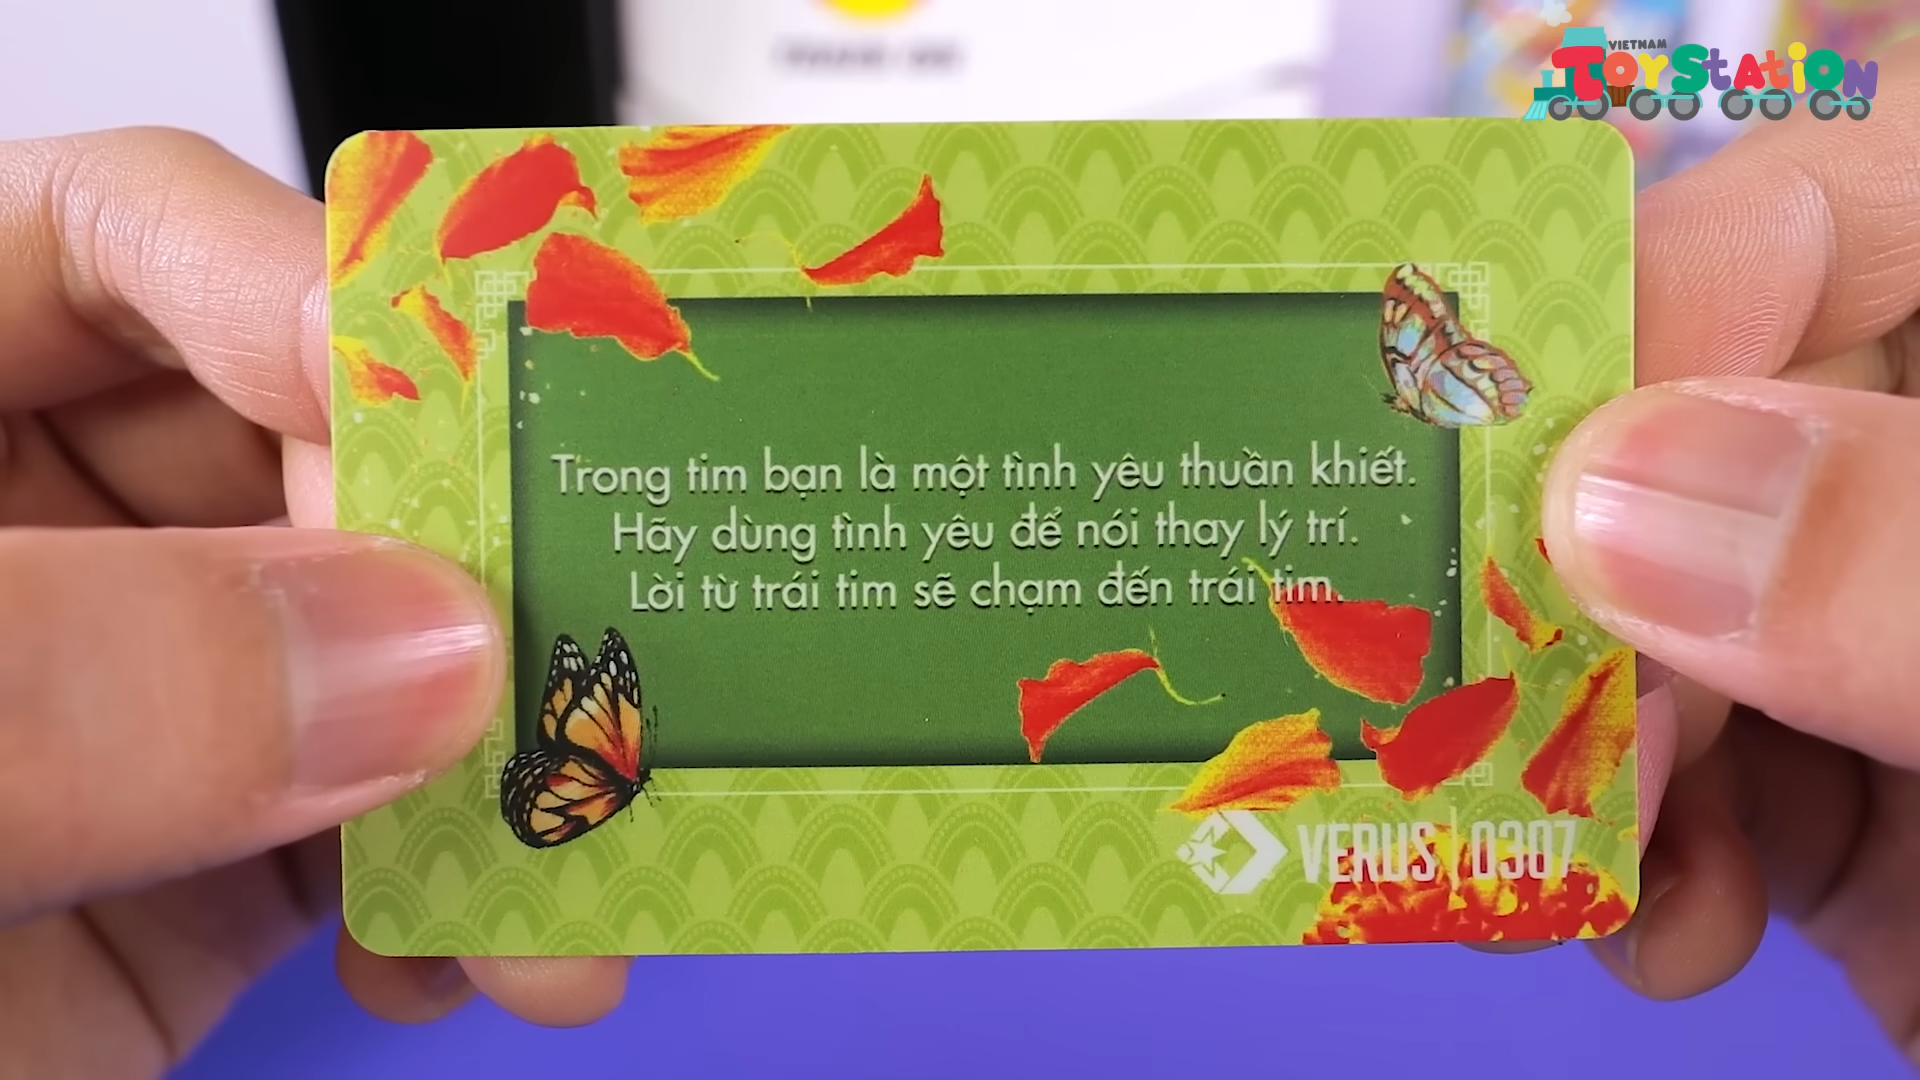 VIETNAM
TOYSTATION
Trong tim bạn là một tình yêu thuần khiết.
Hãy dùng tình yêu để nói thay lý trí.
Lời từ trái tim sẽ chạm đến trái tim.
VERUS | 0307